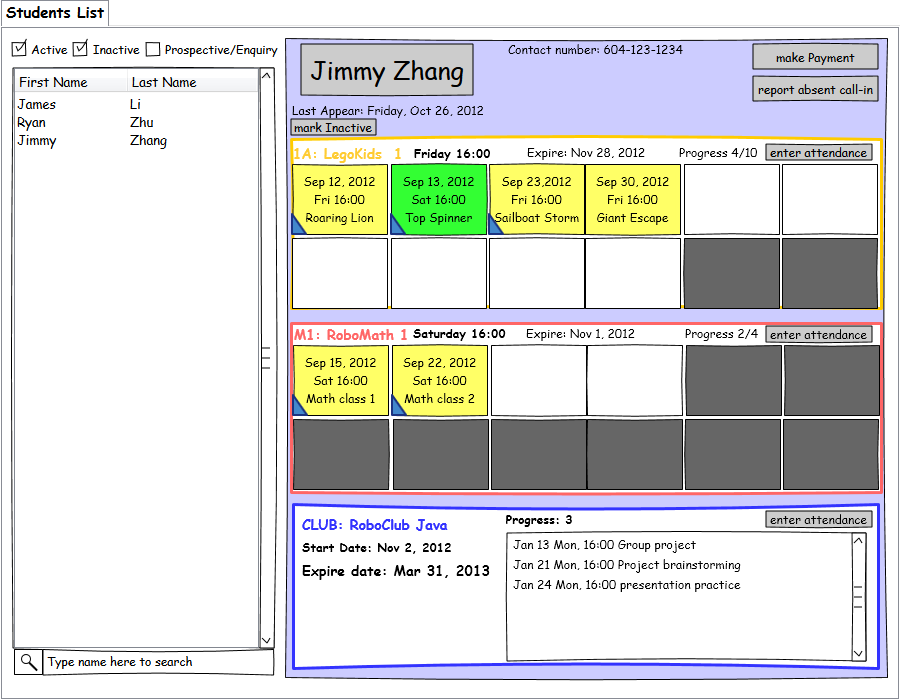 Students List
Active Inactive Prospective/Enquiry
First Name Last Name
James Li
Ryan Zhu
Jimmy Zhang
Type name here to search
Jimmy Zhang
Contact number: 604-123-1234
make Payment
report absent call-in
Last Appear: Friday, Oct 26, 2012
mark Inactive
1A: LegoKids 1 Friday 16:00 Expire: Nov 28, 2012 Progress 4/10 enter attendance
Sep 12, 2012
Fri 16:00
Roaring Lion
Sep 13, 2012
Sat 16:00
Top Spinner
Sep 23,2012
Fri 16:00
Sailboat Storm
Sep 30, 2012
Fri 16:00
Giant Escape
M1: RoboMath 1 Saturday 16:00 Expire: Nov 1, 2012 Progress 2/4 enter attendance
Sep 15, 2012
Sat 16:00
Math class 1
Sep 22, 2012
Sat 16:00
Math class 2
CLUB: RoboClub Java
Start Date: Nov 2, 2012
Expire date: Mar 31, 2013
Progress: 3 enter attendance
Jan 13 Mon, 16:00 Group project
Jan 21 Mon, 16:00 Project brainstorming
Jan 24 Mon, 16:00 presentation practice